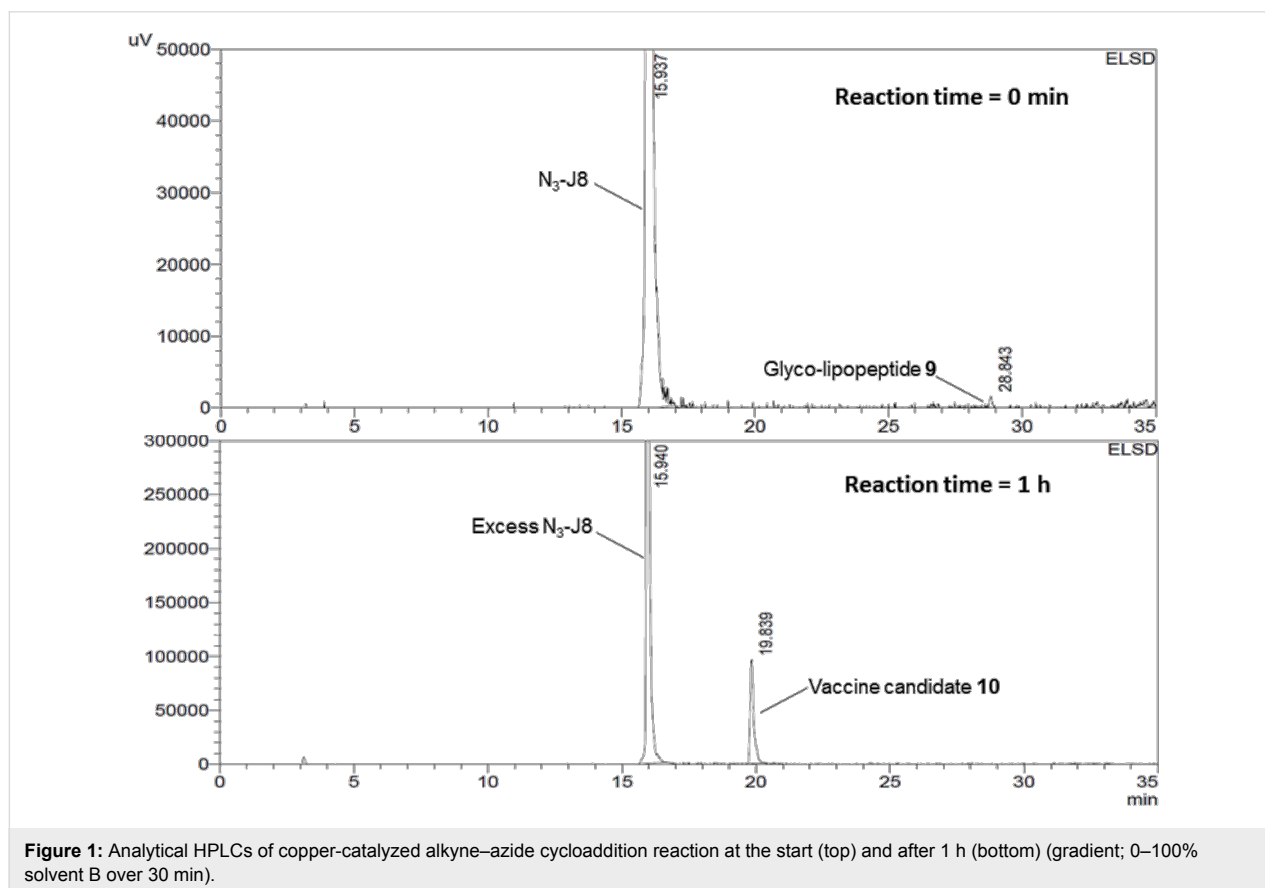 uV
50000
40000
30000
20000
10000
0
ELSD
Reaction time = 0 min
15.937
N3-J8
Glyco-lipopeptide 9
28.843
0 5 10 15 20 25 30 35
300000
250000
200000
150000
100000
50000
0
ELSD
Reaction time = 1 h
15.940
Excess N3-J8
19.839
Vaccine candidate 10
0 5 10 15 20 25 30 35
min
Figure 1: Analytical HPLCs of copper-catalyzed alkyne–azide cycloaddition reaction at the start (top) and after 1 h (bottom) (gradient; 0–100%
solvent B over 30 min).